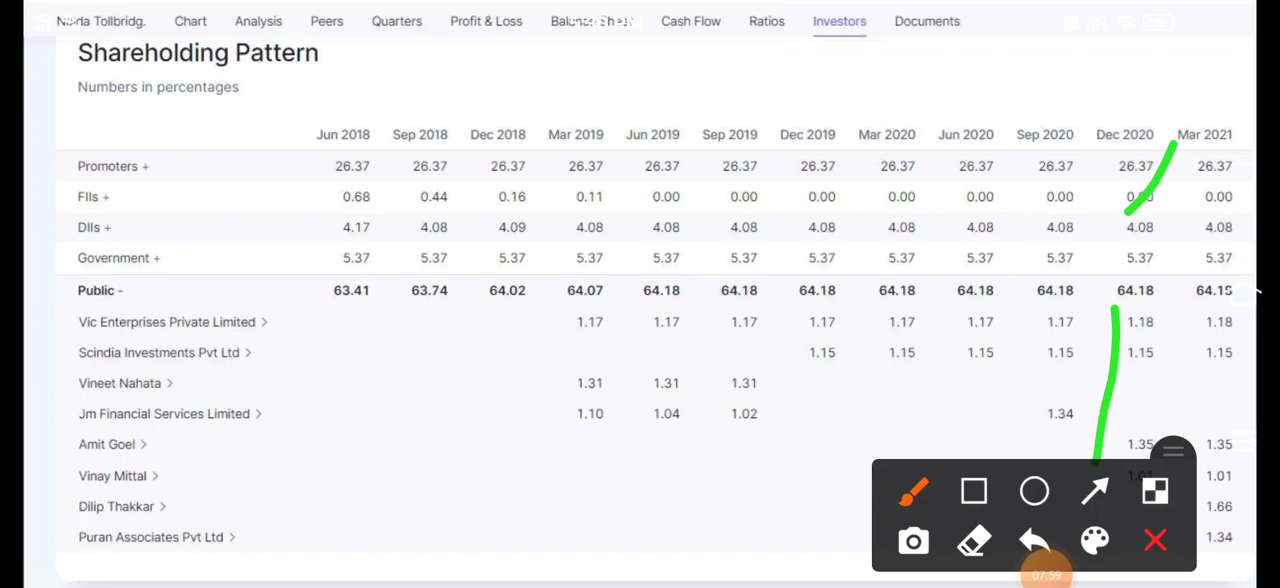 Noida Tollbridg. Chart Analysis Peers Quarters Profit & Loss Cash Flow Ratios Investors Documents
Shareholding Pattern
Numbers in percentages
Jun 2018 Sep 2018 Dec 2018 Mar 2019 Jun 2019 Sep 2019 Dec 2019 Mar 2020 Jun 2020 Sep 2020 Dec 2020 Mar 2021
Promoters + 26.37 26.37 26.37 26.37 26.37 26.37 26.37 26.37 26.37 26.37 26.37 26.37
FIIs + 0.68 0.44 0.16 0.11 0.00 0.00 0.00 0.00 0.00 0.00 0.00 0.00
DIIs + 4.17 4.08 4.09 4.08 4.08 4.08 4.08 4.08 4.08 4.08 4.08 4.08
Government + 5.37 5.37 5.37 5.37 5.37 5.37 5.37 5.37 5.37 5.37 5.37 5.37
Public - 63.41 63.74 64.02 64.07 64.18 64.18 64.18 64.18 64.18 64.18 64.18 64.18
Vic Enterprises Private Limited > 1.17 1.17 1.17 1.17 1.17 1.17 1.17 1.18 1.18
Scindia Investments Pvt Ltd > 1.15 1.15 1.15 1.15 1.15 1.15
Vineet Nahata > 1.31 1.31 1.31
Jm Financial Services Limited > 1.10 1.04 1.02 1.34
Amit Goel > 1.35 1.35
Vinay Mittal > 1.01 1.01
Dilip Thakkar > 1.66
Puran Associates Pvt Ltd > 1.34
07:59